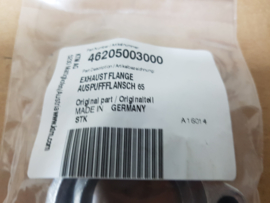 46205003000
EXHAUST FLANGE
AUSPUFFFLANSCH 65
Original part / Originalteil
MADE IN GERMANY
STK
A16014